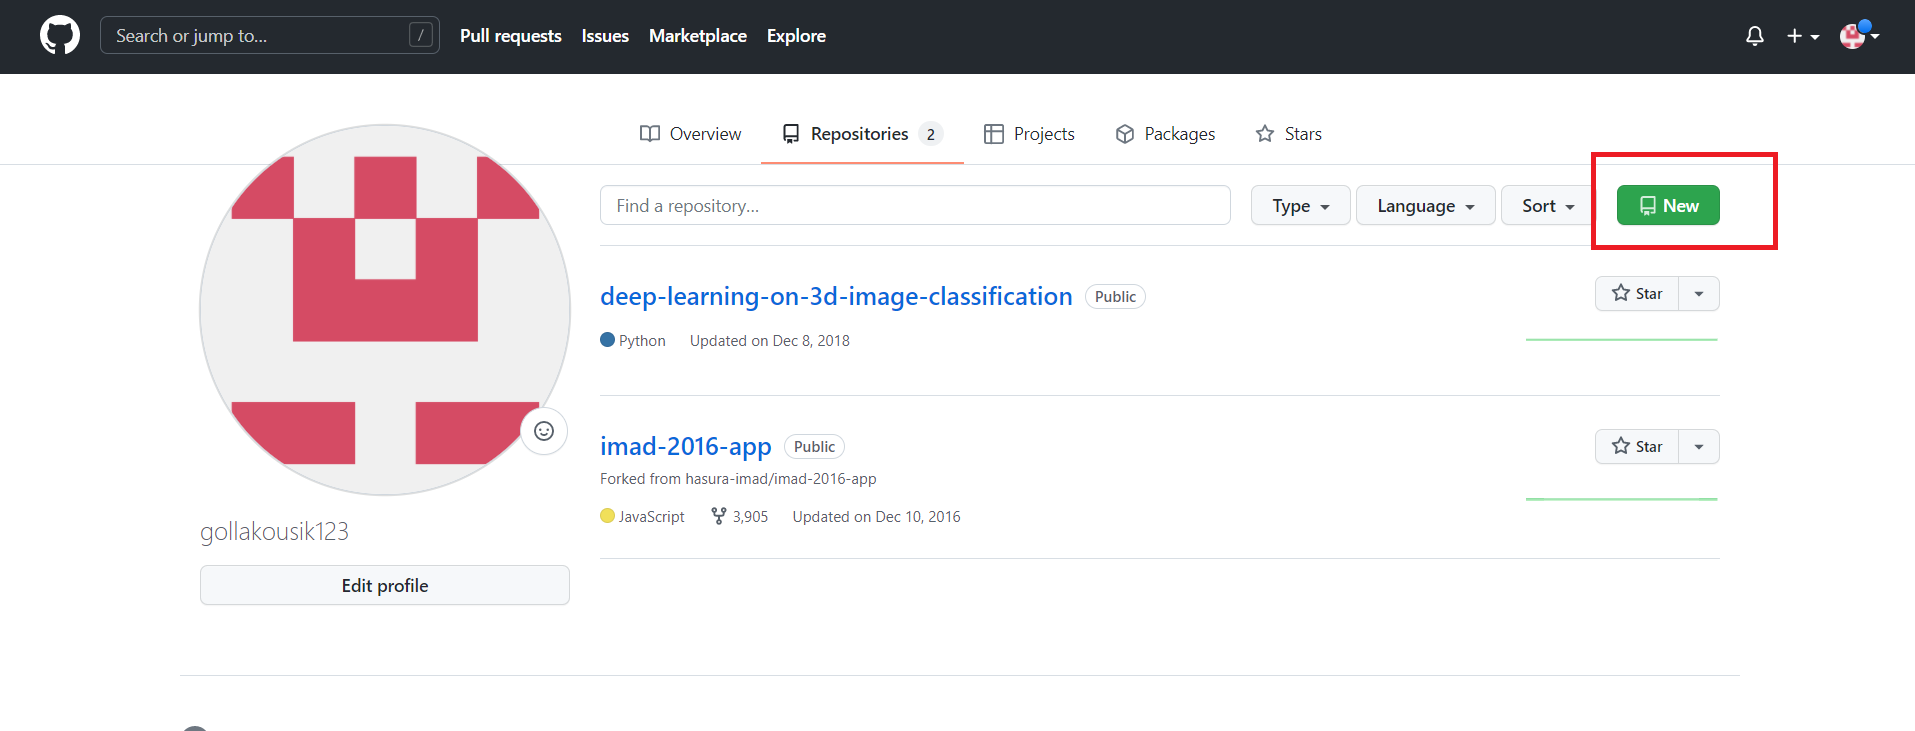 Search or jump to... / Pull requests Issues Marketplace Explore
Overview Repositories 2 Projects Packages Stars
Find a repository... Type Language Sort New
deep-learning-on-3d-image-classification Public Star
Python Updated on Dec 8, 2018
imad-2016-app Public Star
Forked from hasura-imad/imad-2016-app
JavaScript 3,905 Updated on Dec 10, 2016
gollakousik123
Edit profile